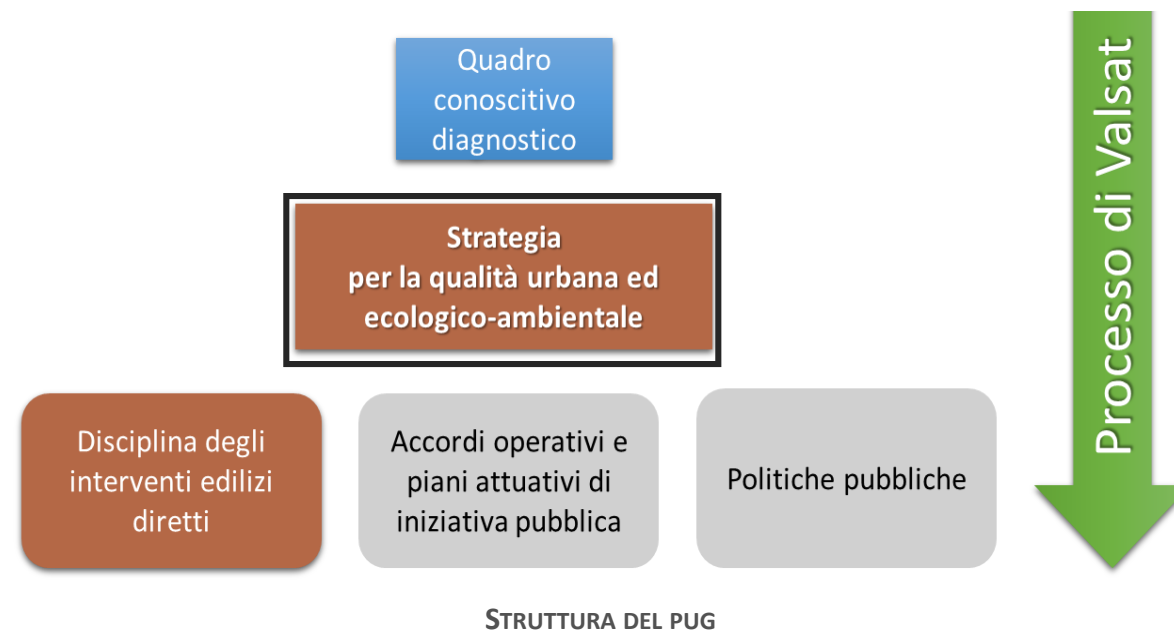 Quadro
conoscitivo
diagnostico
Strategia
per la qualità urbana ed
ecologico-ambientale
Disciplina degli
interventi edilizi
diretti
Accordi operativi e
piani attuativi di
iniziativa pubblica
Politiche pubbliche
Processo di Valsat
STRUTTURA DEL PUG